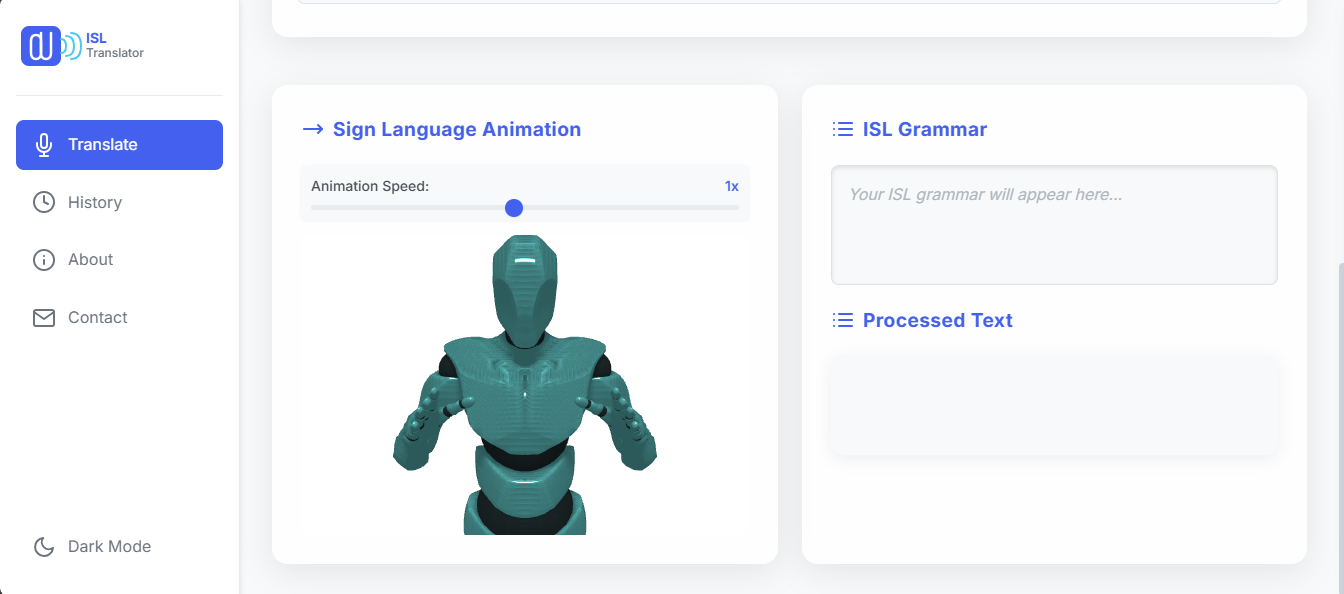 ISL
Translator
Translate
History
About
Contact
Dark Mode
Sign Language Animation
Animation Speed: 1x
ISL Grammar
Your ISL grammar will appear here...
Processed Text